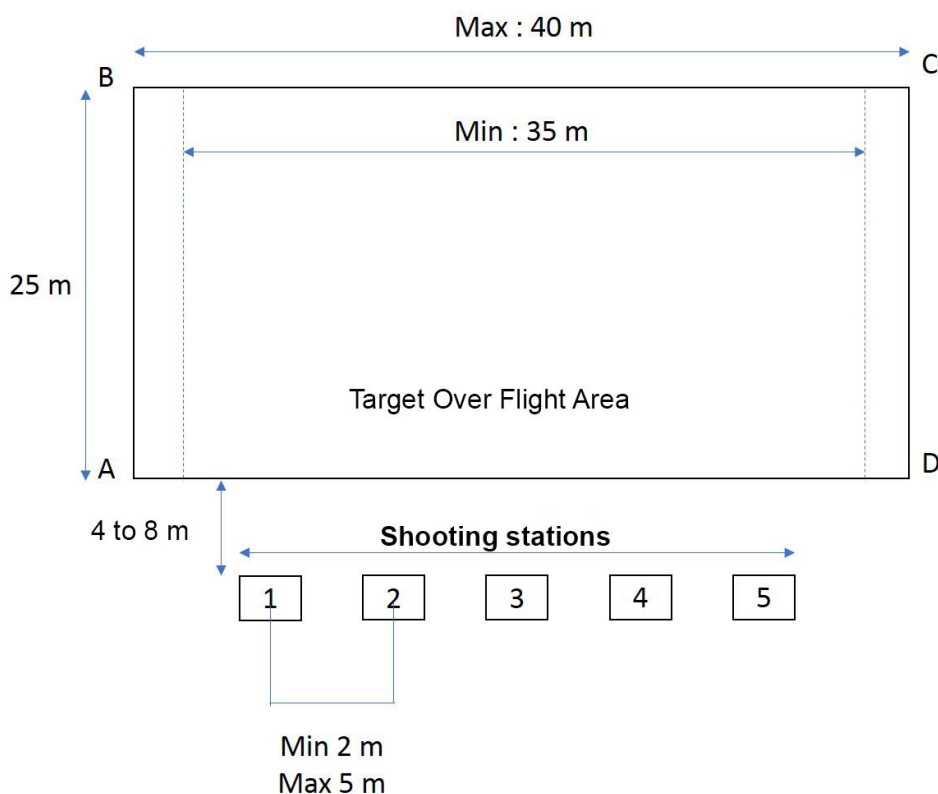 Max : 40 m
B
C
Min : 35 m
25 m
Target Over Flight Area
A
D
4 to 8 m
Shooting stations
1 2 3 4 5
Min 2 m
Max 5 m